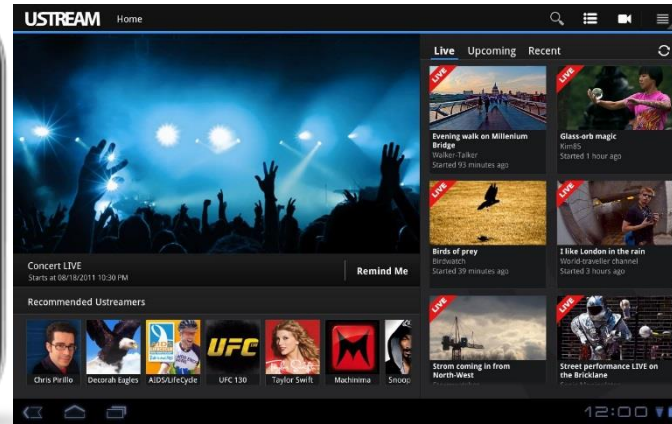 USTREAM Home
Live Upcoming Recent
LIVE
LIVE
Evening walk on Millenium
Bridge
Walker-Talker
Started 93 minutes ago
Glass-orb magic
Kim85
Started 1 hour ago
LIVE
LIVE
Birds of prey
Birdwatch
Started 39 minutes ago
I like London in the rain
World-traveller channel
Started 3 hours ago
LIVE
LIVE
Strom coming in from
North-West
Street performance LIVE on
the Bricklane
Concert LIVE
Starts at 08/18/2011 10:30 PM
Remind Me
Recommended Ustreamers
UFC
Chris Pirillo Decorah Eagles AIDS/LifeCycle UFC 130 Taylor Swift Machinima Snoop
12:00